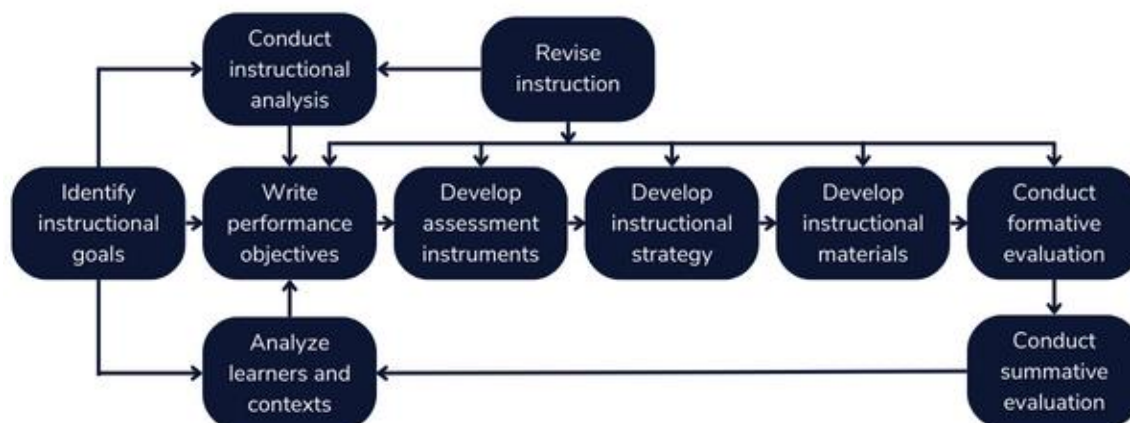 Conduct
instructional
analysis
Revise
instruction
Identify
instructional
goals
Write
performance
objectives
Develop
assessment
instruments
Develop
instructional
strategy
Develop
instructional
materials
Conduct
formative
evaluation
Analyze
learners and
contexts
Conduct
summative
evaluation